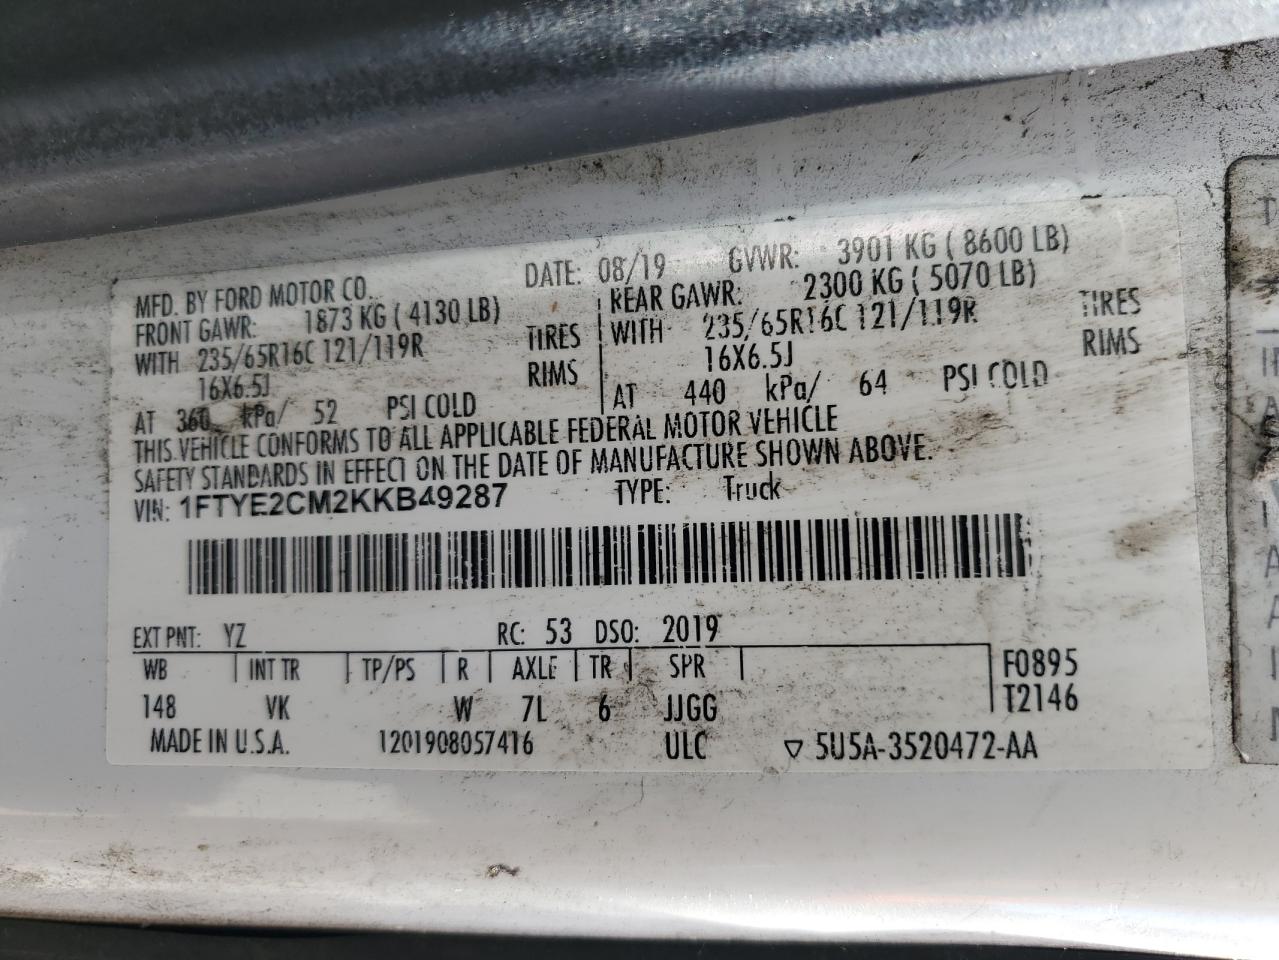 MFD. BY FORD MOTOR CO. DATE: 08/19 GVWR: 3901 KG ( 8600 LB)
FRONT GAWR: 1873 KG ( 4130 LB) REAR GAWR: 2300 KG ( 5070 LB)
WITH 235/65R16C 121/119R TIRES WITH 235/65R16C 121/119R TIRES
16X6.5J RIMS 16X6.5J RIMS
AT 360 kPa/ 52 PSI COLD AT 440 kPa/ 64 PSI COLD
THIS VEHICLE CONFORMS TO ALL APPLICABLE FEDERAL MOTOR VEHICLE
SAFETY STANDARDS IN EFFECT ON THE DATE OF MANUFACTURE SHOWN ABOVE.
VIN: 1FTYE2CM2KKB49287 TYPE: Truck
EXT PNT: YZ RC: 53 DSO: 2019
WB INT TR TP/PS R AXLE TR SPR F0895
148 VK W 7L 6 JJGG T2146
MADE IN U.S.A. 1201908057416 ULC ▽ 5U5A-3520472-AA